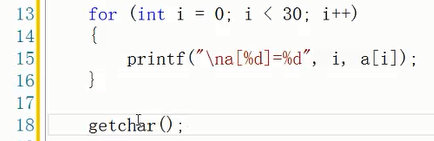 13 for (int i = 0; i < 30; i++)
14 {
15 printf("\na[%d]=%d", i, a[i]);
16 }
17
18 getchar();